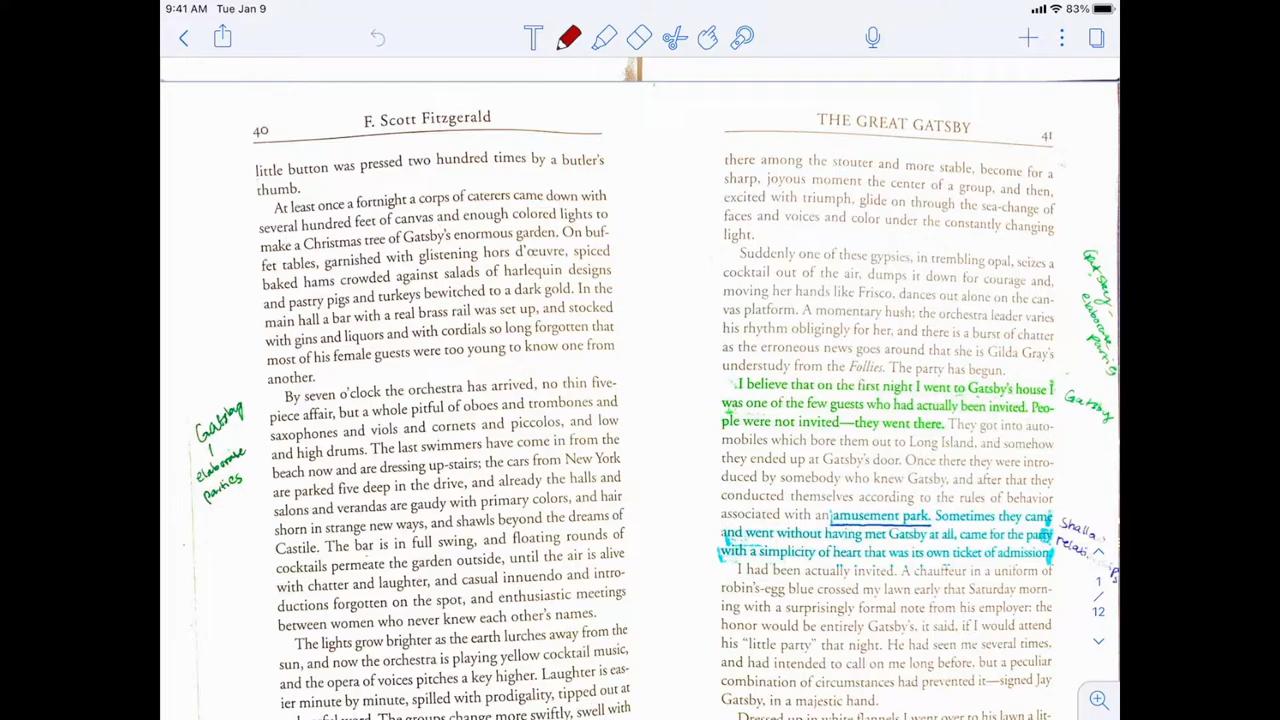 9:41 AM Tue Jan 9
83%
40
F. Scott Fitzgerald
little button was pressed two hundred times by a butler's
thumb.
At least once a fortnight a corps of caterers came down with
several hundred feet of canvas and enough colored lights to
make a Christmas tree of Gatsby's enormous garden. On buf-
fet tables, garnished with glistening hors d'œuvre, spiced
baked hams crowded against salads of harlequin designs
and pastry pigs and turkeys bewitched to a dark gold. In the
main hall a bar with a real brass rail was set up, and stocked
with gins and liquors and with cordials so long forgotten that
most of his female guests were too young to know one from
another.
By seven o'clock the orchestra has arrived, no thin five-
piece affair, but a whole pitful of oboes and trombones and
saxophones and viols and cornets and piccolos, and low
and high drums. The last swimmers have come in from the
beach now and are dressing up-stairs; the cars from New York
are parked five deep in the drive, and already the halls and
salons and verandas are gaudy with primary colors, and hair
shorn in strange new ways, and shawls beyond the dreams of
Castile. The bar is in full swing, and floating rounds of
cocktails permeate the garden outside, until the air is alive
with chatter and laughter, and casual innuendo and intro-
ductions forgotten on the spot, and enthusiastic meetings
between women who never knew each other's names.
The lights grow brighter as the earth lurches away from the
sun, and now the orchestra is playing yellow cocktail music,
and the opera of voices pitches a key higher. Laughter is eas-
ier minute by minute, spilled with prodigality, tipped out at
word. The groups change more swiftly, swell with
Gatsby
elaborate
parties
THE GREAT GATSBY
41
there among the stouter and more stable, become for a
sharp, joyous moment the center of a group, and then,
excited with triumph, glide on through the sea-change of
faces and voices and color under the constantly changing
light.
Suddenly one of these gypsies, in trembling opal, seizes a
cocktail out of the air, dumps it down for courage and,
moving her hands like Frisco, dances out alone on the can-
vas platform. A momentary hush; the orchestra leader varies
his rhythm obligingly for her, and there is a burst of chatter
as the erroneous news goes around that she is Gilda Gray's
understudy from the Follies. The party has begun.
I believe that on the first night I went to Gatsby's house I
was one of the few guests who had actually been invited. Peo-
ple were not invited—they went there. They got into auto-
mobiles which bore them out to Long Island, and somehow
they ended up at Gatsby's door. Once there they were intro-
duced by somebody who knew Gatsby, and after that they
conducted themselves according to the rules of behavior
associated with an amusement park. Sometimes they came
and went without having met Gatsby at all, came for the party
with a simplicity of heart that was its own ticket of admission.
I had been actually invited. A chauffeur in a uniform of
robin's-egg blue crossed my lawn early that Saturday morn-
ing with a surprisingly formal note from his employer: the
honor would be entirely Gatsby's, it said, if I would attend
his "little party" that night. He had seen me several times,
and had intended to call on me long before, but a peculiar
combination of circumstances had prevented it—signed Jay
Gatsby, in a majestic hand.
Dressed up in white flannels I went over to his lawn a lit-
Gatsby -
elaborate
parties
Gatsby
1
/
12